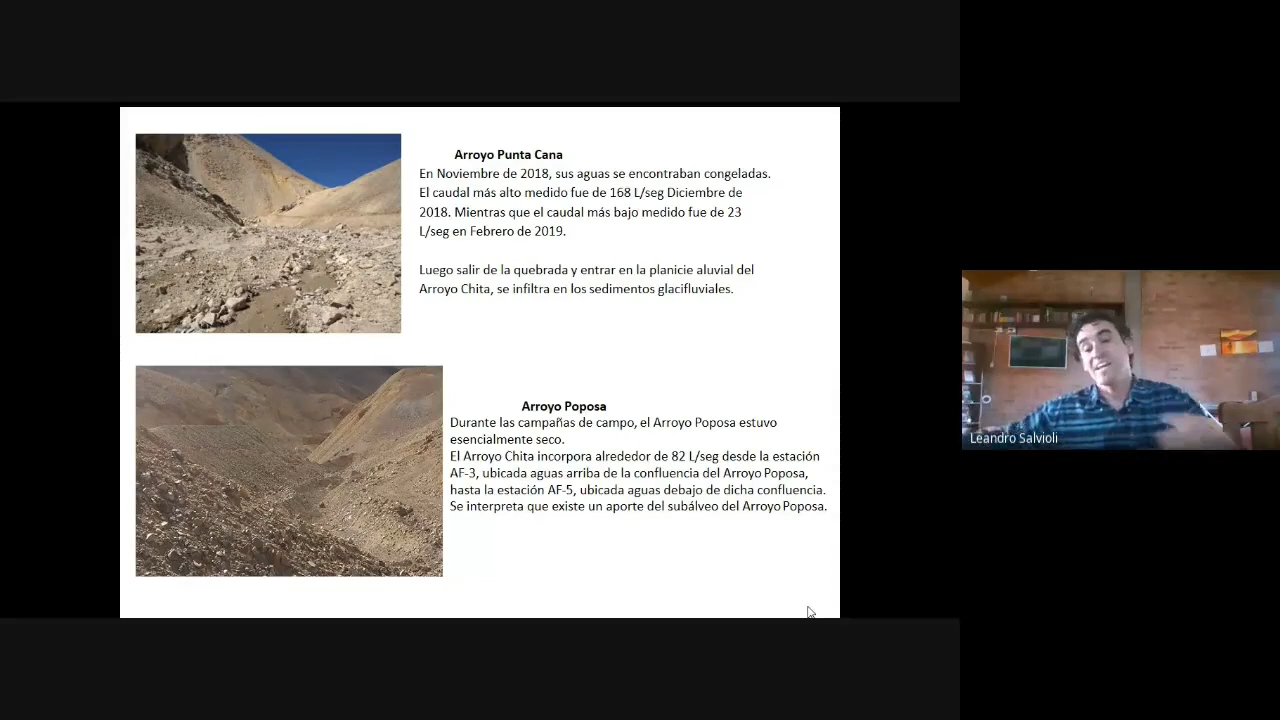 Arroyo Punta Cana
En Noviembre de 2018, sus aguas se encontraban congeladas.
El caudal más alto medido fue de 168 L/seg Diciembre de
2018. Mientras que el caudal más bajo medido fue de 23
L/seg en Febrero de 2019.
Luego salir de la quebrada y entrar en la planicie aluvial del
Arroyo Chita, se infiltra en los sedimentos glacifluviales.
Arroyo Poposa
Durante las campañas de campo, el Arroyo Poposa estuvo
esencialmente seco.
El Arroyo Chita incorpora alrededor de 82 L/seg desde la estación
AF-3, ubicada aguas arriba de la confluencia del Arroyo Poposa,
hasta la estación AF-5, ubicada aguas debajo de dicha confluencia.
Se interpreta que existe un aporte del subálveo del Arroyo Poposa.
Leandro Salvioli